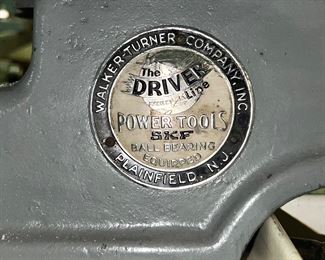 WALKER-TURNER COMPANY, INC.
The
DRIVER
Line
POWER TOOLS
SKF
BALL BEARING
EQUIPPED
PLAINFIELD, N.J.